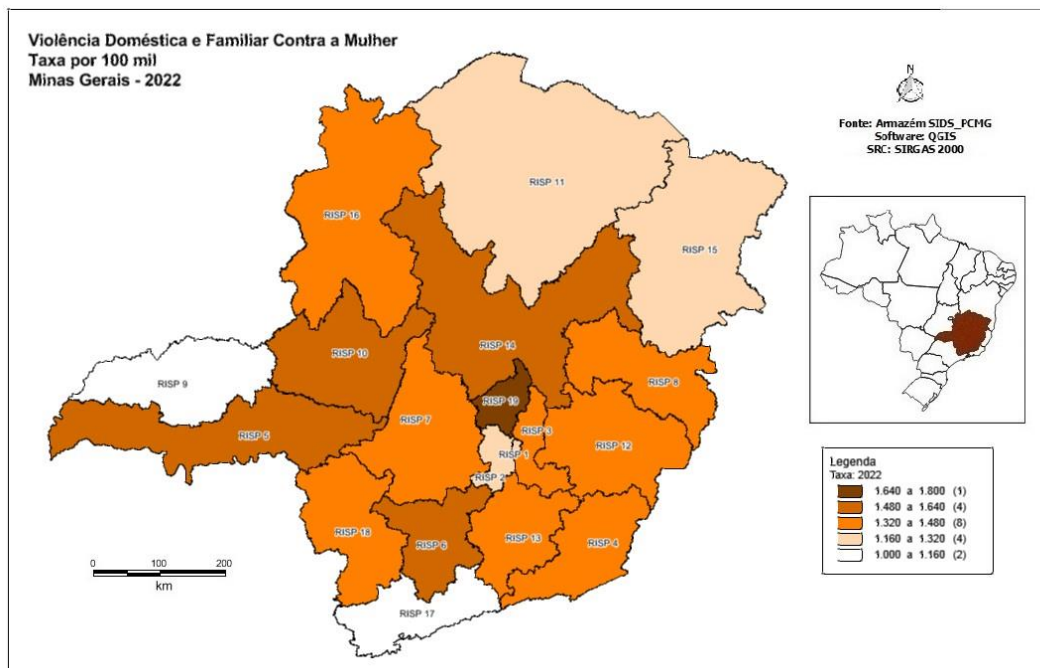 Violência Doméstica e Familiar Contra a Mulher
Taxa por 100 mil
Minas Gerais - 2022
N
Fonte: Armazém SIDS_PCMG
Software: QGIS
SRC: SIRGAS 2000
RISP 11
RISP 16
RISP 15
RISP 14
RISP 10
RISP 9
RISP 8
RISP 19
RISP 7
RISP 3
RISP 5
RISP 12
RISP 1
RISP 2
RISP 18
RISP 6
RISP 13
RISP 4
RISP 17
0 100 200
km
Legenda
Taxa: 2022
1.640 a 1.800 (1)
1.480 a 1.640 (4)
1.320 a 1.480 (8)
1.160 a 1.320 (4)
1.000 a 1.160 (2)